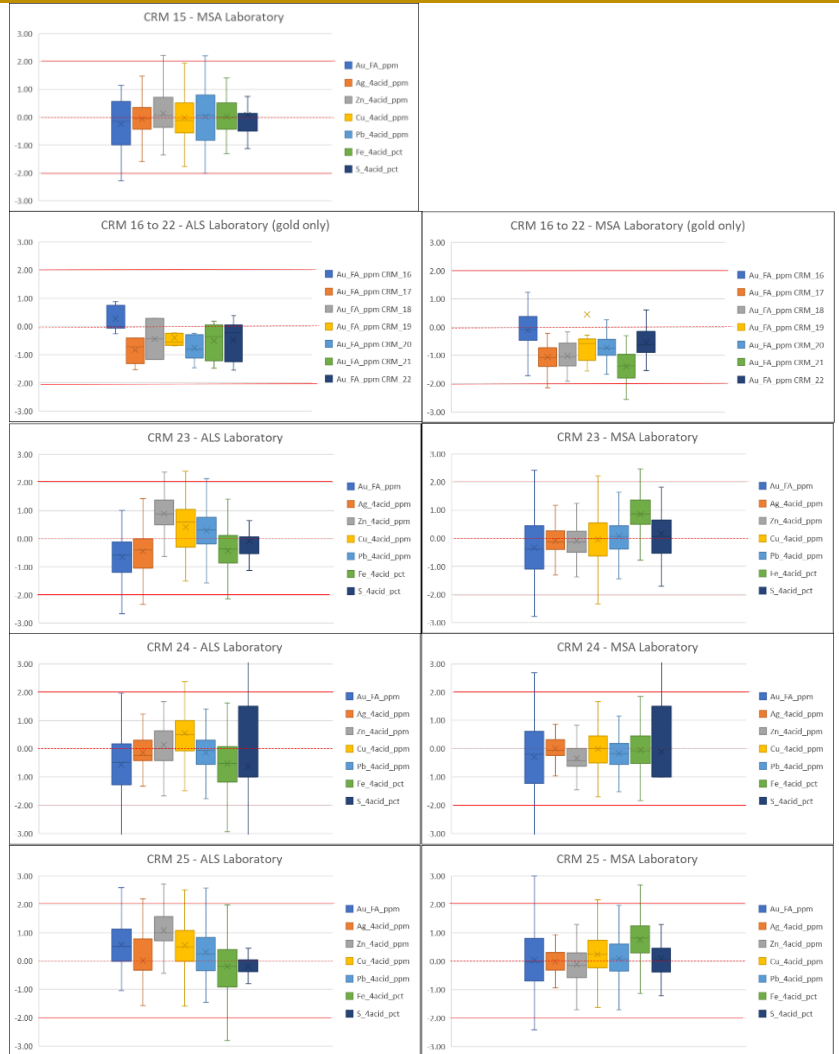 CRM 15 - MSA Laboratory
3.00
2.00
1.00
0.00
-1.00
-2.00
-3.00
Au_FA_ppm
Ag_4acid_ppm
Zn_4acid_ppm
Cu_4acid_ppm
Pb_4acid_ppm
Fe_4acid_pct
S_4acid_pct
CRM 16 to 22 - ALS Laboratory (gold only)
3.00
2.00
1.00
0.00
-1.00
-2.00
-3.00
Au_FA_ppm CRM_16
Au_FA_ppm CRM_17
Au_FA_ppm CRM_18
Au_FA_ppm CRM_19
Au_FA_ppm CRM_20
Au_FA_ppm CRM_21
Au_FA_ppm CRM_22
CRM 16 to 22 - MSA Laboratory (gold only)
3.00
2.00
1.00
0.00
-1.00
-2.00
-3.00
Au_FA_ppm CRM_16
Au_FA_ppm CRM_17
Au_FA_ppm CRM_18
Au_FA_ppm CRM_19
Au_FA_ppm CRM_20
Au_FA_ppm CRM_21
Au_FA_ppm CRM_22
CRM 23 - ALS Laboratory
3.00
2.00
1.00
0.00
-1.00
-2.00
-3.00
Au_FA_ppm
Ag_4acid_ppm
Zn_4acid_ppm
Cu_4acid_ppm
Pb_4acid_ppm
Fe_4acid_pct
S_4acid_pct
CRM 23 - MSA Laboratory
3.00
2.00
1.00
0.00
-1.00
-2.00
-3.00
Au_FA_ppm
Ag_4acid_ppm
Zn_4acid_ppm
Cu_4acid_ppm
Pb_4acid_ppm
Fe_4acid_pct
S_4acid_pct
CRM 24 - ALS Laboratory
3.00
2.00
1.00
0.00
-1.00
-2.00
3.00
Au_FA_ppm
Ag_4acid_ppm
Zn_4acid_ppm
Cu_4acid_ppm
Pb_4acid_ppm
Fe_4acid_pct
S_4acid_pct
CRM 24 - MSA Laboratory
3.00
2.00
1.00
0.00
-1.00
-2.00
3.00
Au_FA_ppm
Ag_4acid_ppm
Zn_4acid_ppm
Cu_4acid_ppm
Pb_4acid_ppm
Fe_4acid_pct
S_4acid_pct
CRM 25 - ALS Laboratory
3.00
2.00
1.00
0.00
-1.00
-2.00
-3.00
Au_FA_ppm
Ag_4acid_ppm
Zn_4acid_ppm
Cu_4acid_ppm
Pb_4acid_ppm
Fe_4acid_pct
S_4acid_pct
CRM 25 - MSA Laboratory
3.00
2.00
1.00
0.00
-1.00
-2.00
-3.00
Au_FA_ppm
Ag_4acid_ppm
Zn_4acid_ppm
Cu_4acid_ppm
Pb_4acid_ppm
Fe_4acid_pct
S_4acid_pct